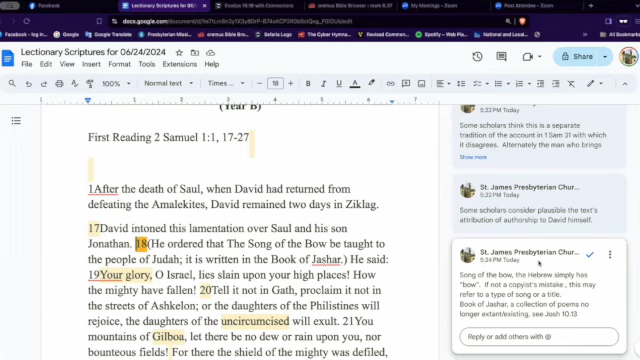 Facebook
Lectionary Scriptures for 06
Exodus 18:19 with Connections
oremus Bible Browser
oremus Bible Browser : mark 6.37
My Meetings - Zoom
Post Attendee - Zoom
docs.google.com
Facebook - log in
oremus Bible Browser
Sefaria Logo
The Cyber Hymna
Revised Common
Spotify – Web Play
National and Local
All Bookmarks
Lectionary Scriptures for 06/24/2024
File Edit View Insert Format Tools Extensions Help
Share
100%
Normal text
Times ...
18
(Year B)
First Reading 2 Samuel 1:1, 17-27
1After the death of Saul, when David had returned from
defeating the Amalekites, David remained two days in Ziklag.
17David intoned this lamentation over Saul and his son
Jonathan. 18(He ordered that The Song of the Bow be taught to
the people of Judah; it is written in the Book of Jashar.) He said:
19Your glory, O Israel, lies slain upon your high places! How
the mighty have fallen! 20Tell it not in Gath, proclaim it not in
the streets of Ashkelon; or the daughters of the Philistines will
rejoice, the daughters of the uncircumcised will exult. 21You
mountains of Gilboa, let there be no dew or rain upon you, nor
bounteous fields! For there the shield of the mighty was defiled,
5:22 PM Today
Some scholars think this is a separate
tradition of the account in 1 Sam 31 with which
it disagrees. Alternately the man who brings
Show more
St. James Presbyterian Chur...
5:22 PM Today
Some scholars consider plausible the text's
attribution of authorship to David himself.
St. James Presbyterian Chur...
5:24 PM Today
Song of the bow, the Hebrew simply has
"bow". If not a copyist's mistake, this may
refer to a type of song or a title.
Book of Jashar, a collection of poems no
longer extant/existing, see Josh 10.13
Reply or add others with @